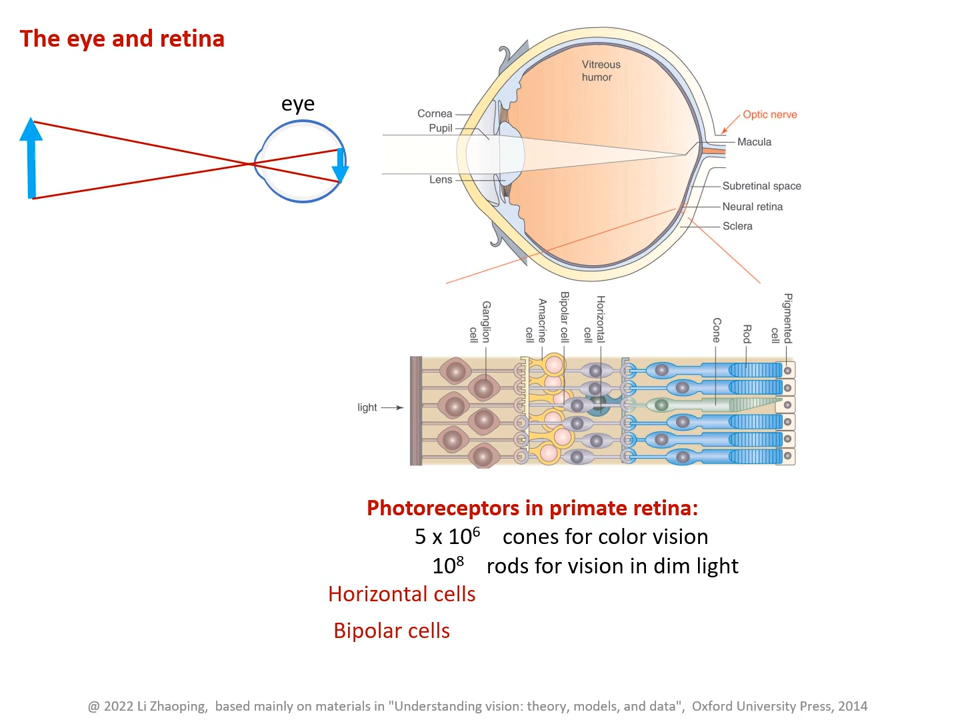 The eye and retina
eye
Vitreous
humor
Cornea
Pupil
Lens
Optic nerve
Macula
Subretinal space
Neural retina
Sclera
Ganglion
cell
Amacrine
cell
Bipolar cell
Horizontal
cell
Cone
Rod
Pigmented
cell
light
Photoreceptors in primate retina:
5 x 10⁶ cones for color vision
10⁸ rods for vision in dim light
Horizontal cells
Bipolar cells
@ 2022 Li Zhaoping, based mainly on materials in "Understanding vision: theory, models, and data", Oxford University Press, 2014